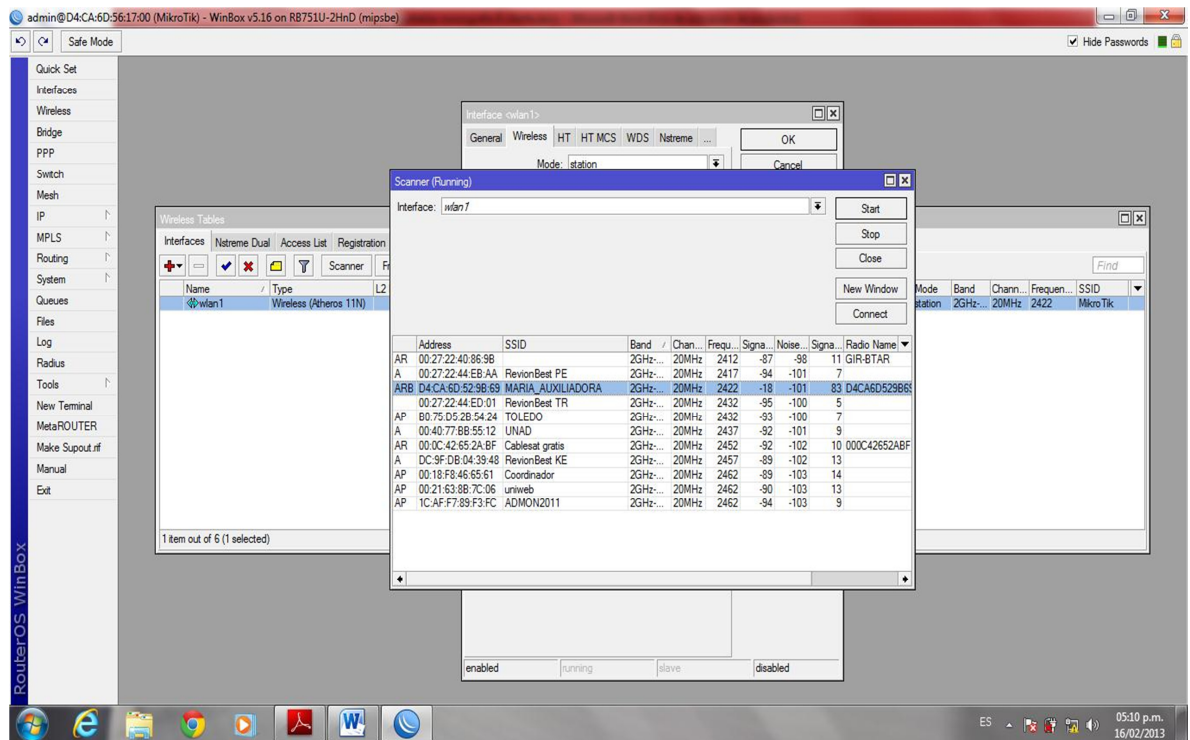 admin@D4:CA:6D:56:17:00 (MikroTik) - WinBox v5.16 on RB751U-2HnD (mipsbe)
Safe Mode
Hide Passwords
Quick Set
Interfaces
Wireless
Bridge
PPP
Switch
Mesh
IP
MPLS
Routing
System
Queues
Files
Log
Radius
Tools
New Terminal
MetaROUTER
Make Supout.rif
Manual
Exit
RouterOS WinBox
Interface <wlan1>
General Wireless HT HT MCS WDS Nstreme ...
OK
Mode: station
Cancel
Wireless Tables
Interfaces Nstreme Dual Access List Registration
Scanner
Find
Name / Type L2
Mode Band Chann... Frequen... SSID
wlan1 Wireless (Atheros 11N)
station 2GHz-... 20MHz 2422 MikroTik
1 item out of 6 (1 selected)
Scanner (Running)
Interface: wlan1
Start
Stop
Close
New Window
Connect
Address SSID Band / Chan... Frequ... Signa... Noise... Signa... Radio Name
AR 00:27:22:40:86:9B 2GHz-... 20MHz 2412 -87 -98 11 GIR-BTAR
A 00:27:22:44:EB:AA RevionBest PE 2GHz-... 20MHz 2417 -94 -101 7
ARB D4:CA:6D:52:9B:69 MARIA_AUXILIADORA 2GHz-... 20MHz 2422 -18 -101 83 D4CA6D529B69
00:27:22:44:ED:01 RevionBest TR 2GHz-... 20MHz 2432 -95 -100 5
AP B0:75:D5:2B:54:24 TOLEDO 2GHz-... 20MHz 2432 -93 -100 7
A 00:40:77:BB:55:12 UNAD 2GHz-... 20MHz 2437 -92 -101 9
AR 00:0C:42:65:2A:BF Cablesat gratis 2GHz-... 20MHz 2452 -92 -102 10 000C42652ABF
A DC:9F:DB:04:39:48 RevionBest KE 2GHz-... 20MHz 2457 -89 -102 13
AP 00:18:F8:46:65:61 Coordinador 2GHz-... 20MHz 2462 -89 -103 14
AP 00:21:63:8B:7C:06 uniweb 2GHz-... 20MHz 2462 -90 -103 13
AP 1C:AF:F7:89:F3:FC ADMON2011 2GHz-... 20MHz 2462 -94 -103 9
enabled running slave disabled
ES
05:10 p.m.
16/02/2013